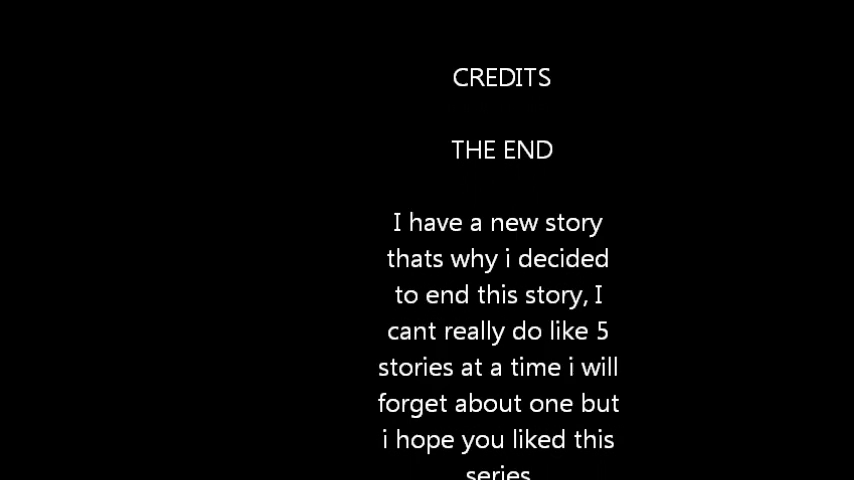 CREDITS
THE END
I have a new story
thats why i decided
to end this story, I
cant really do like 5
stories at a time i will
forget about one but
i hope you liked this
series